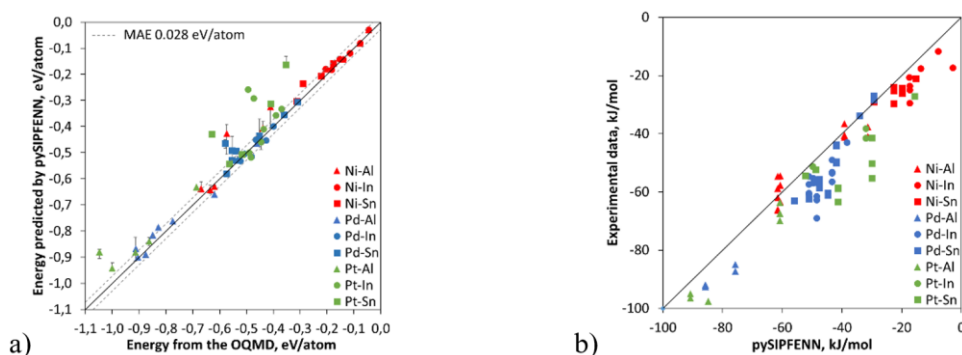 0,0
-0,1
-0,2
-0,3
-0,4
-0,5
-0,6
-0,7
-0,8
-0,9
-1,0
-1,1
Energy predicted by pySIPFENN, eV/atom
MAE 0.028 eV/atom
Ni-Al
Ni-In
Ni-Sn
Pd-Al
Pd-In
Pd-Sn
Pt-Al
Pt-In
Pt-Sn
-1,1 -1,0 -0,9 -0,8 -0,7 -0,6 -0,5 -0,4 -0,3 -0,2 -0,1 0,0
Energy from the OQMD, eV/atom
a)
0
-20
-40
-60
-80
-100
Experimental data, kJ/mol
Ni-Al
Ni-In
Ni-Sn
Pd-Al
Pd-In
Pd-Sn
Pt-Al
Pt-In
Pt-Sn
-100 -80 -60 -40 -20 0
pySIPFENN, kJ/mol
b)